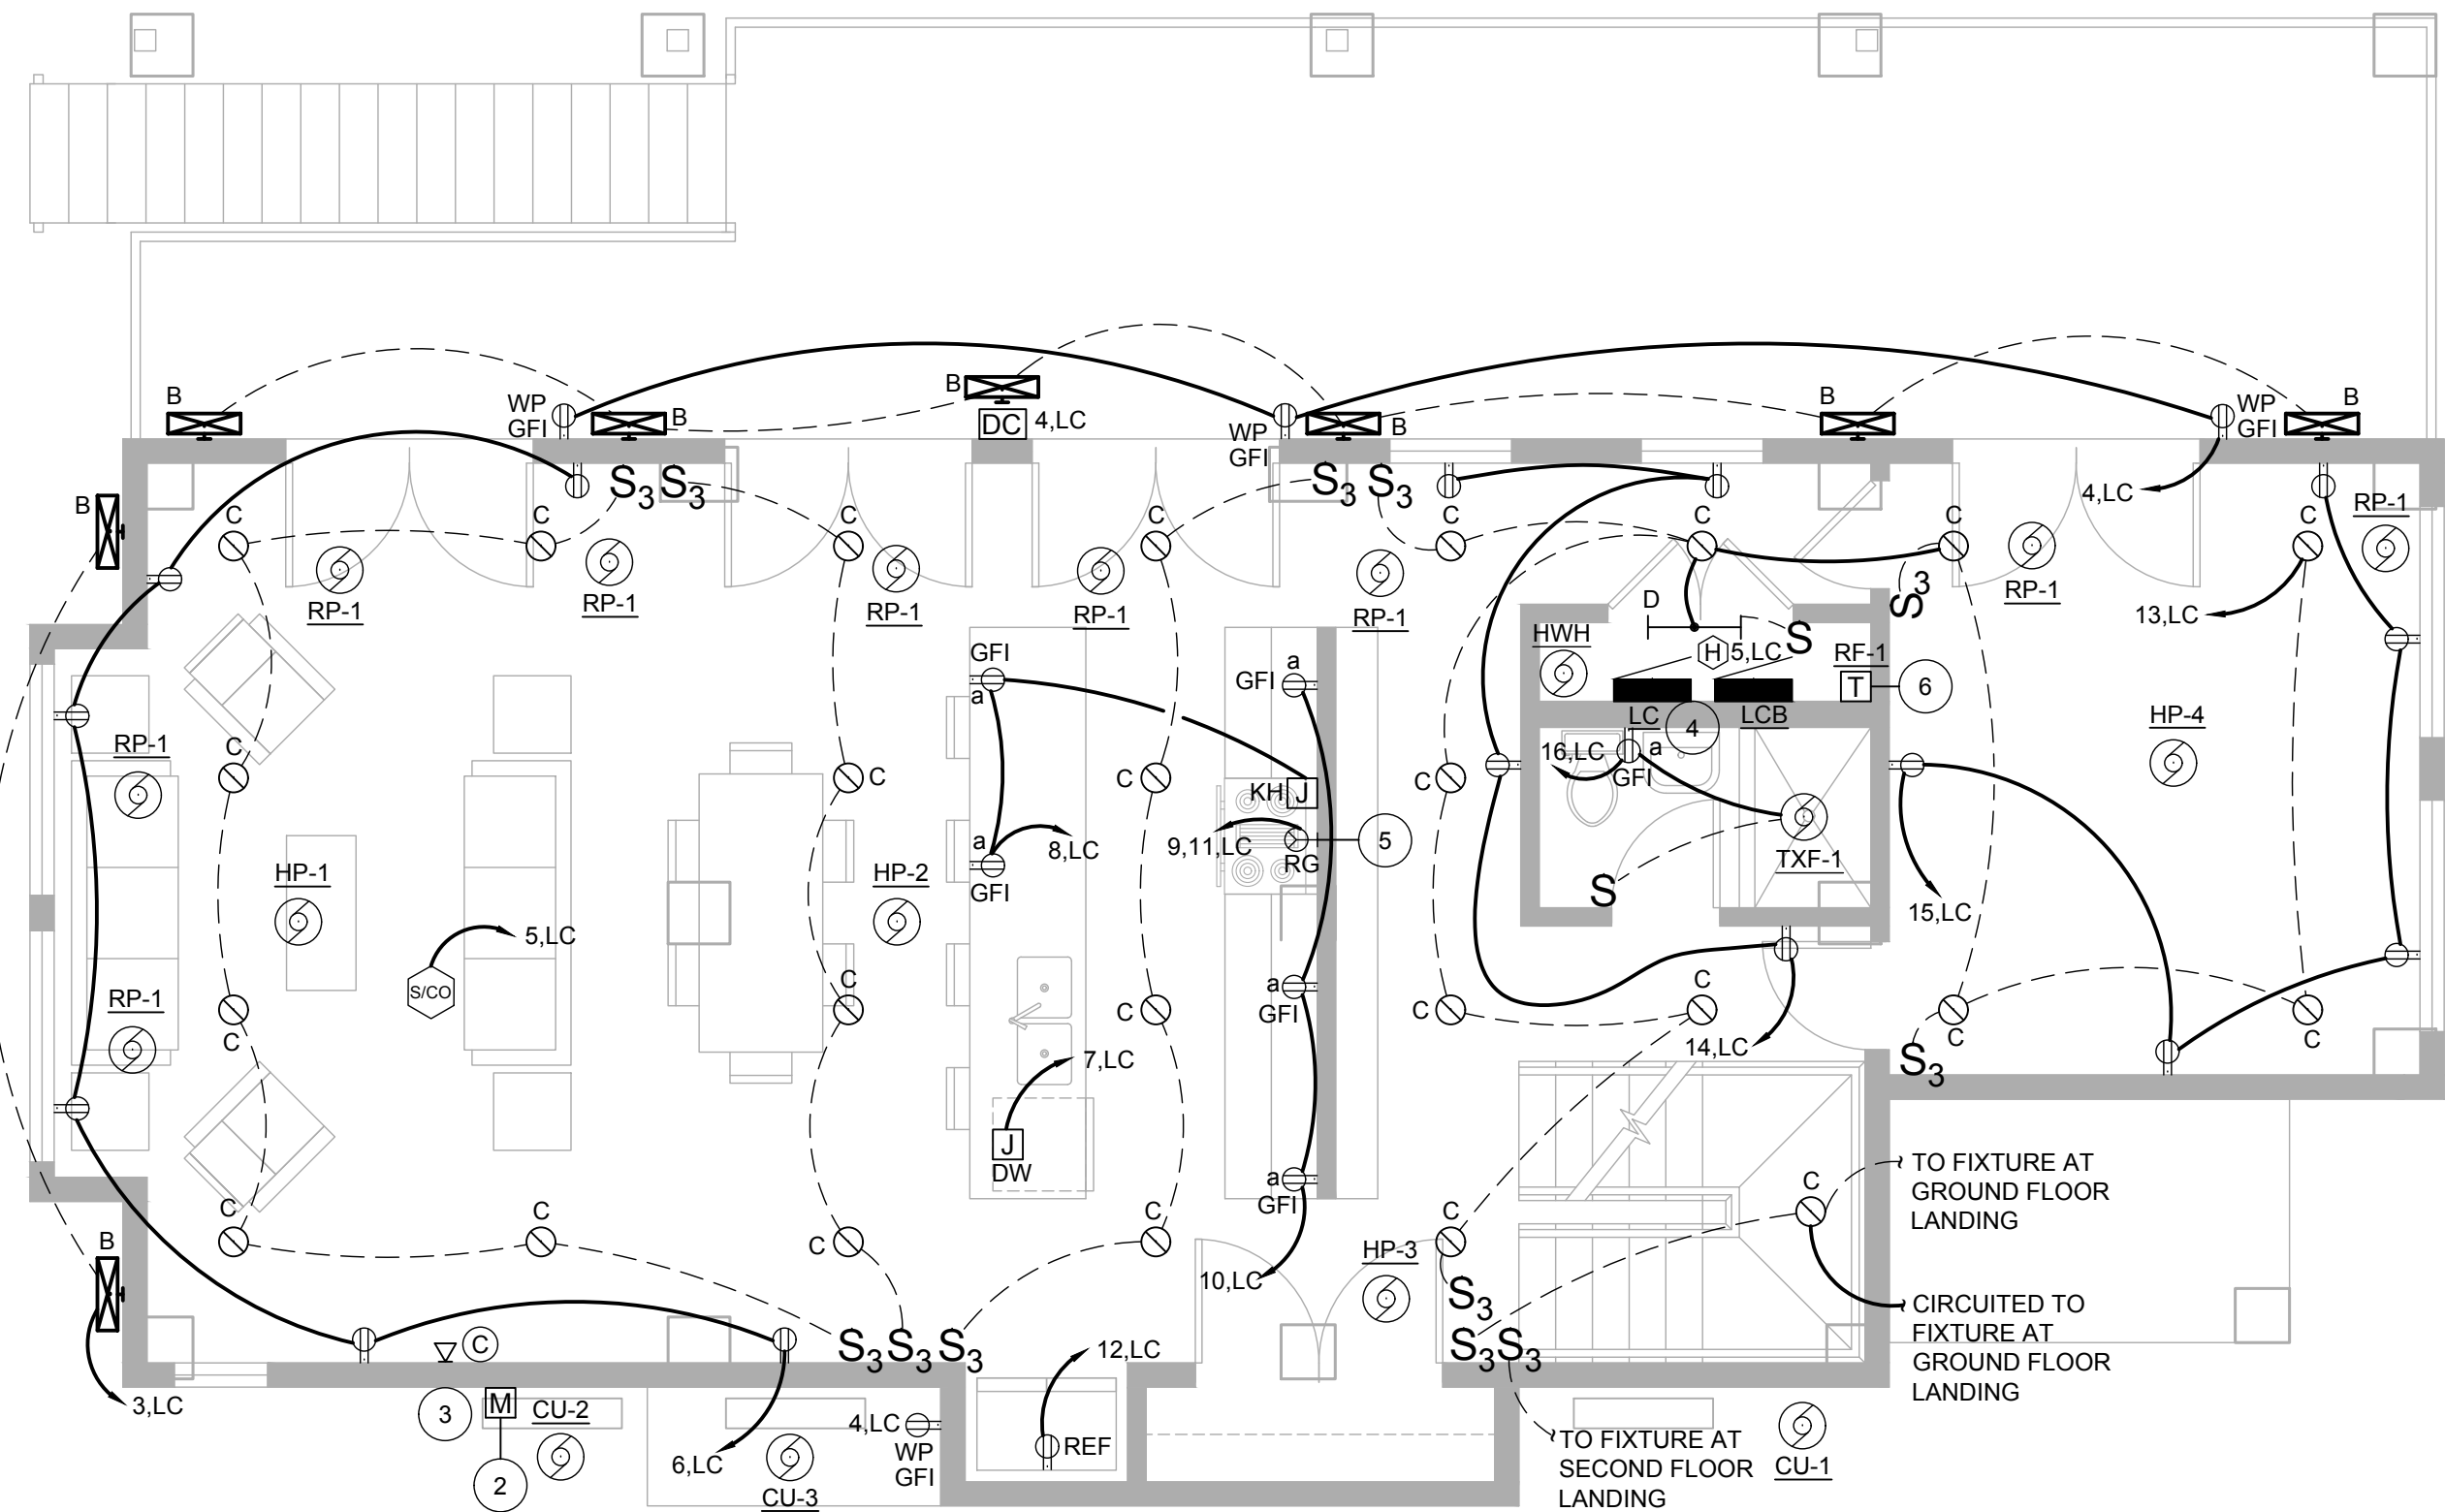 B
WP
GFI
B
B
DC
4,LC
WP
GFI
B
B
B
WP
GFI
B
S3
S3
S3
S3
4,LC
RP-1
C
C
C
C
C
C
C
C
RP-1
RP-1
RP-1
RP-1
RP-1
RP-1
S3
13,LC
D
HWH
H
5,LC
S
RF-1
T
6
GFI
a
a
GFI
LC
4
LCB
HP-4
RP-1
C
C
C
C
16,LC
a
GFI
KH
J
a
GFI
8,LC
9,11,LC
RG
5
TXF-1
S
HP-1
HP-2
15,LC
5,LC
S/CO
RP-1
C
C
C
a
GFI
C
C
C
C
7,LC
14,LC
S3
J
DW
a
GFI
C
TO FIXTURE AT
GROUND FLOOR
LANDING
C
C
C
C
B
HP-3
10,LC
S3
CIRCUITED TO
FIXTURE AT
GROUND FLOOR
LANDING
C
S3
S3
S3
S3
S3
12,LC
3,LC
3
M
CU-2
4,LC
WP
GFI
REF
TO FIXTURE AT
SECOND FLOOR
LANDING
CU-1
6,LC
2
CU-3